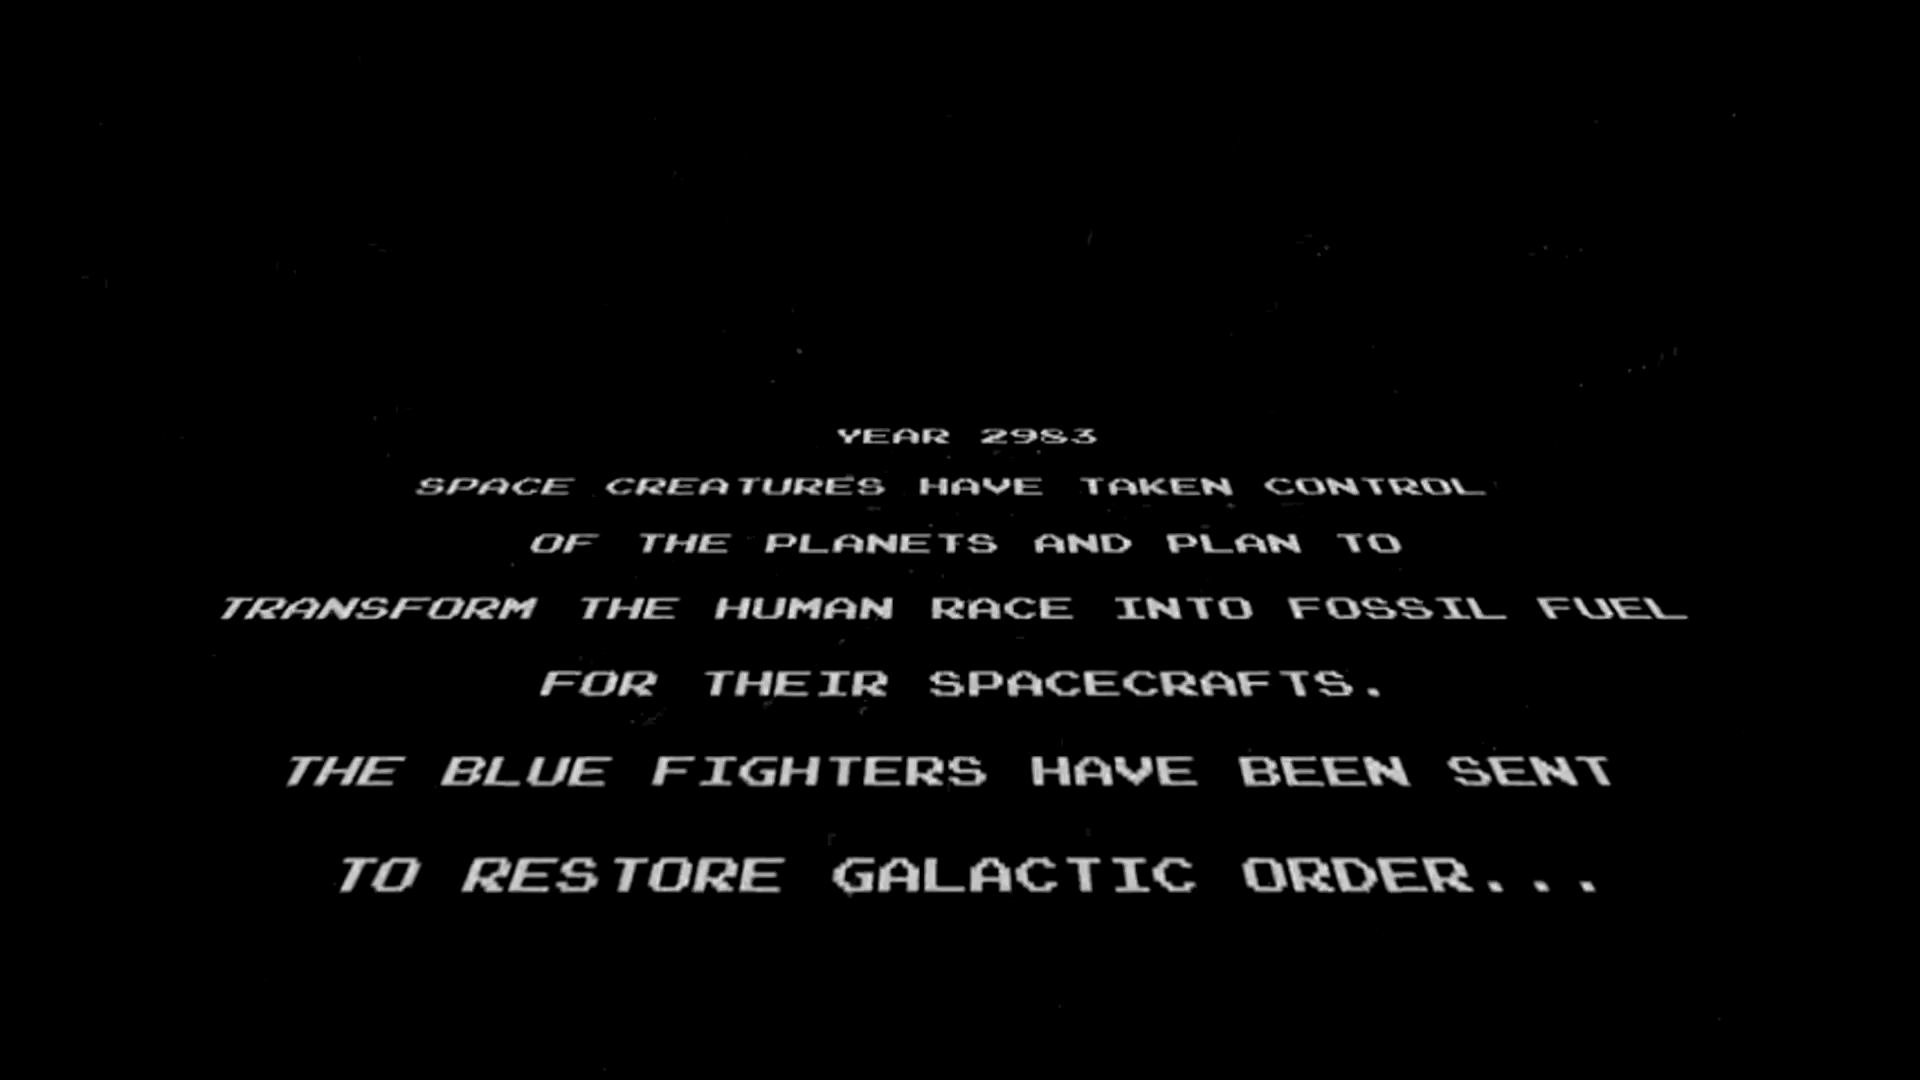 YEAR 2983
SPACE CREATURES HAVE TAKEN CONTROL
OF THE PLANETS AND PLAN TO
TRANSFORM THE HUMAN RACE INTO FOSSIL FUEL
FOR THEIR SPACECRAFTS.
THE BLUE FIGHTERS HAVE BEEN SENT
TO RESTORE GALACTIC ORDER...